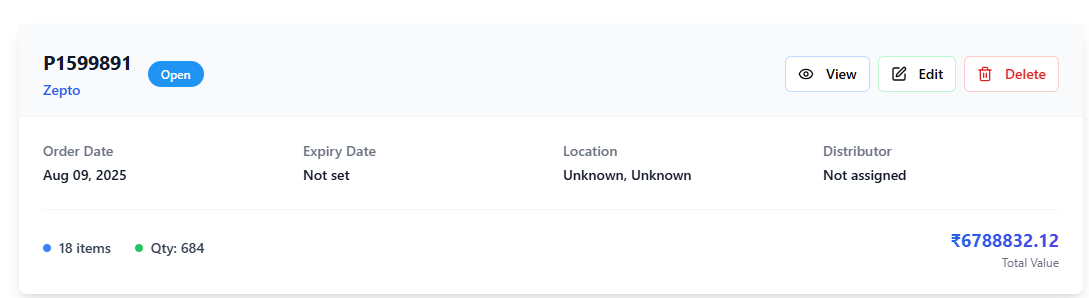 P1599891
Open
View
Edit
Delete
Zepto
Order Date
Expiry Date
Location
Distributor
Aug 09, 2025
Not set
Unknown, Unknown
Not assigned
18 items
Qty: 684
₹6788832.12
Total Value